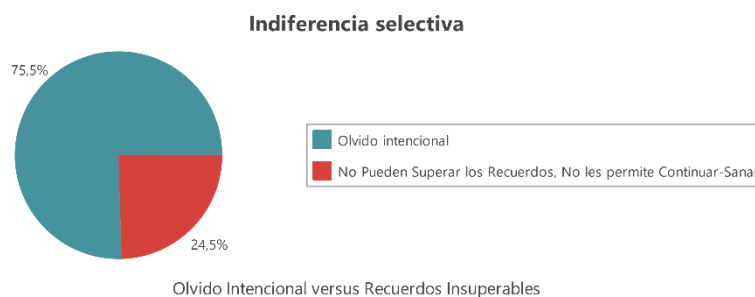 Indiferencia selectiva
75,5%
24,5%
Olvido intencional
No Pueden Superar los Recuerdos, No les permite Continuar-Sanar
Olvido Intencional versus Recuerdos Insuperables